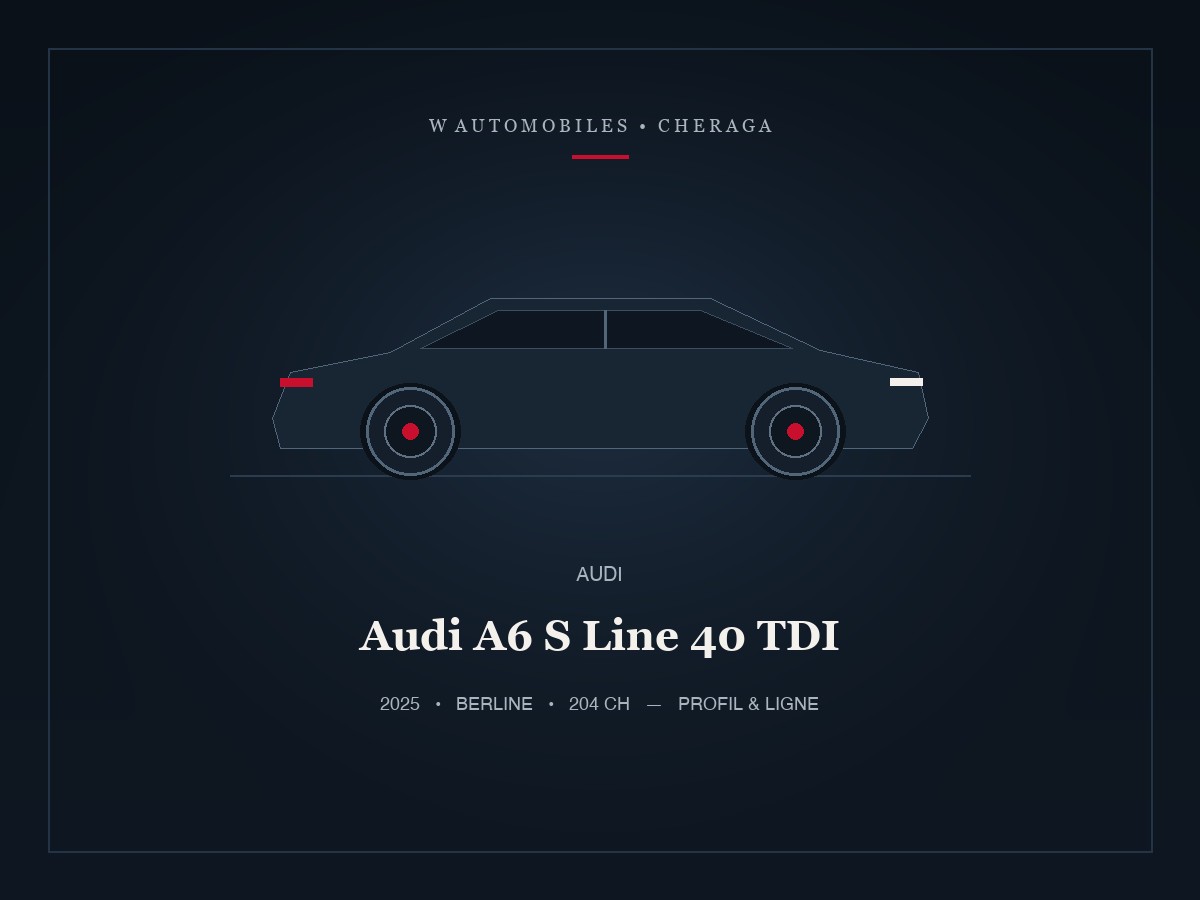 W AUTOMOBILES • CHERAGA
AUDI
Audi A6 S Line 40 TDI
2025 • BERLINE • 204 CH — PROFIL & LIGNE